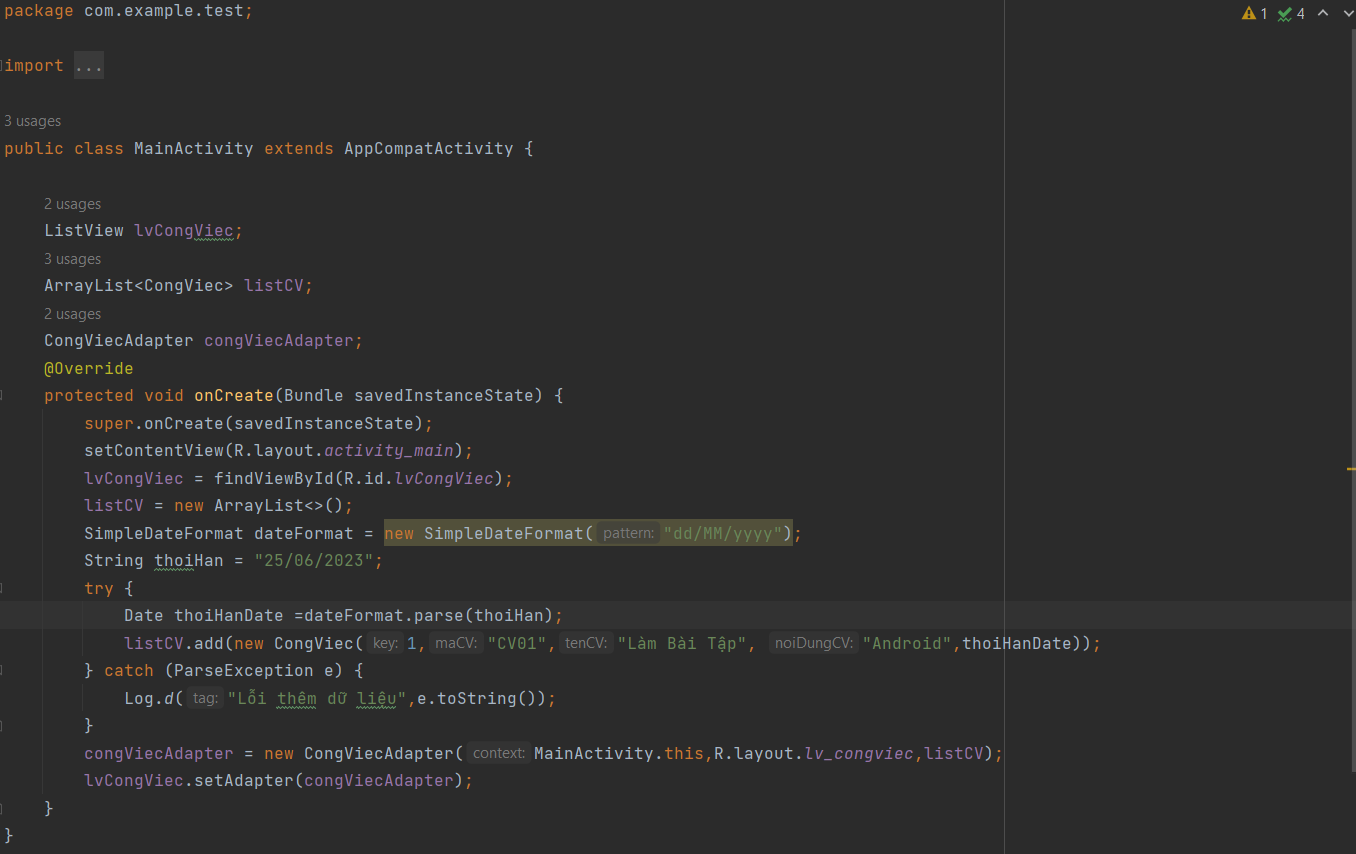 package com.example.test;
1 4
import ...
3 usages
public class MainActivity extends AppCompatActivity {
2 usages
ListView lvCongViec;
3 usages
ArrayList<CongViec> listCV;
2 usages
CongViecAdapter congViecAdapter;
@Override
protected void onCreate(Bundle savedInstanceState) {
super.onCreate(savedInstanceState);
setContentView(R.layout.activity_main);
lvCongViec = findViewById(R.id.lvCongViec);
listCV = new ArrayList<>();
SimpleDateFormat dateFormat = new SimpleDateFormat( pattern: "dd/MM/yyyy");
String thoiHan = "25/06/2023";
try {
Date thoiHanDate =dateFormat.parse(thoiHan);
listCV.add(new CongViec( key: 1, maCV: "CV01", tenCV: "Làm Bài Tập", noiDungCV: "Android",thoiHanDate));
} catch (ParseException e) {
Log.d( tag: "Lỗi thêm dữ liệu",e.toString());
}
congViecAdapter = new CongViecAdapter( context: MainActivity.this,R.layout.lv_congviec,listCV);
lvCongViec.setAdapter(congViecAdapter);
}
}